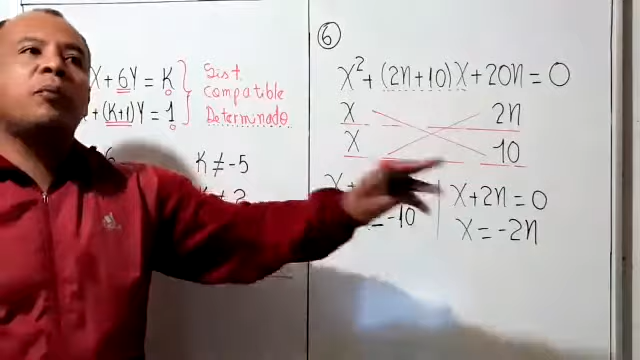 X + 6Y = K
+ (K+1)Y = 1
Sist.
Compatible
Determinado
K ≠ -5
⑥
X² + (2n+10)X + 20n = 0
X 2n
X 10
X + 2n = 0
= -10
X = -2n